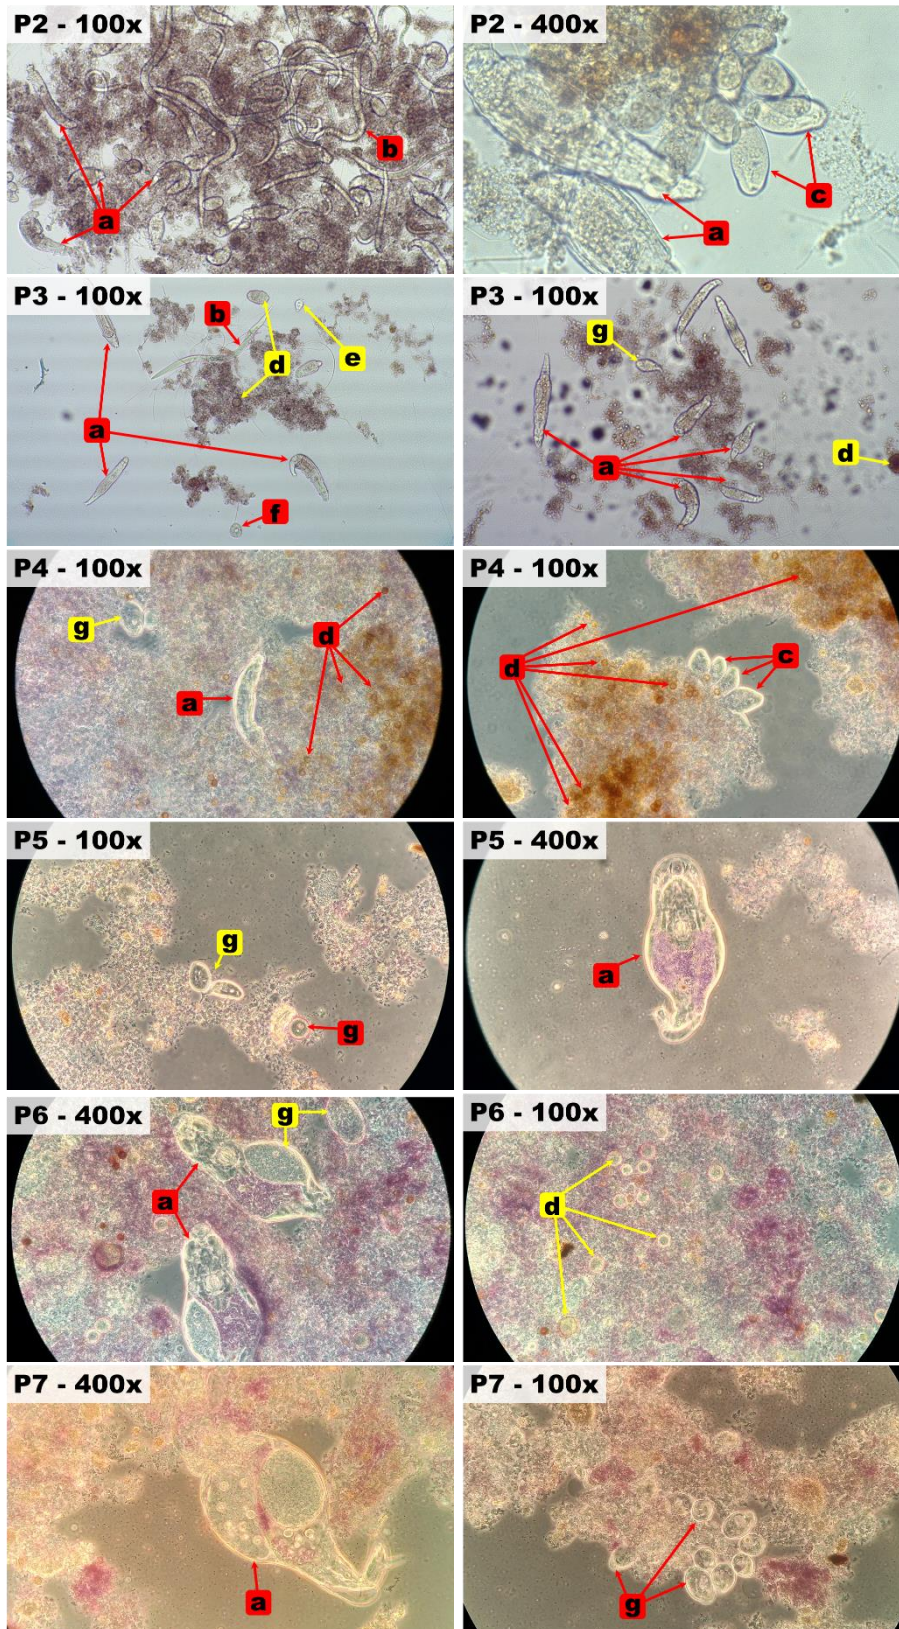 P2 - 100x
b
a
P2 - 400x
c
a
P3 - 100x
b
d
e
a
f
P3 - 100x
g
a
d
P4 - 100x
g
d
a
P4 - 100x
d
c
P5 - 100x
g
g
P5 - 400x
a
P6 - 400x
g
a
P6 - 100x
d
P7 - 400x
a
P7 - 100x
g